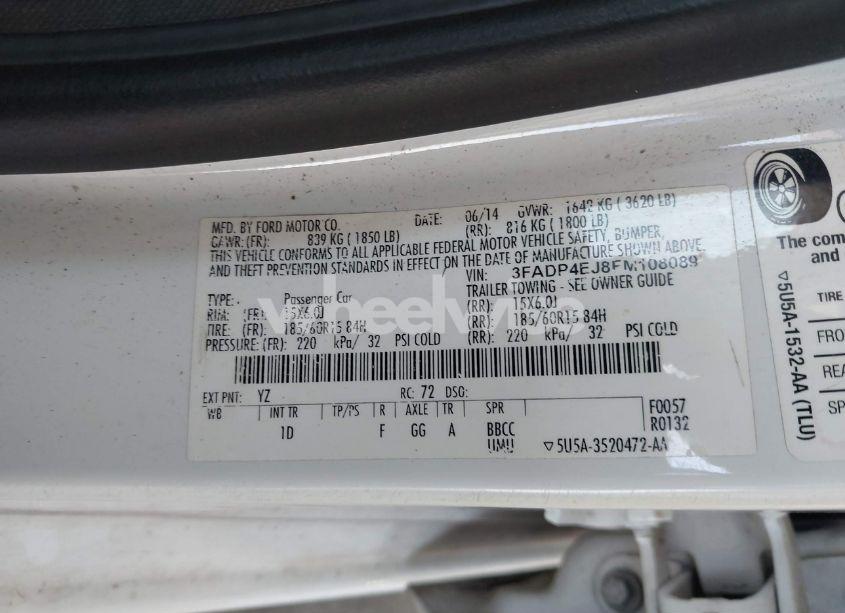 MFD. BY FORD MOTOR CO. DATE: 06/14 GVWR: 1642 KG ( 3620 LB)
GAWR: (FR): 839 KG ( 1850 LB) (RR): 816 KG ( 1800 LB)
THIS VEHICLE CONFORMS TO ALL APPLICABLE FEDERAL MOTOR VEHICLE SAFETY, BUMPER,
AND THEFT PREVENTION STANDARDS IN EFFECT ON THE DATE OF MANUFACTURE SHOWN ABOVE.
VIN: 3FADP4EJ8FM108089
TYPE: Passenger Car TRAILER TOWING - SEE OWNER GUIDE
RIM: (FR): 15X6.0J (RR): 15X6.0J
TIRE: (FR): 185/60R15 84H (RR): 185/60R15 84H
PRESSURE: (FR): 220 kPa/ 32 PSI COLD (RR): 220 kPa/ 32 PSI COLD
EXT PNT: YZ RC: 72 DSG:
WB INT TR TP/PS R AXLE TR SPR F0057
1D F GG A BBCC R0132
UMU ▽5U5A-3520472-AA
wheelwise
The com
and
TIRE
FRO
REA
SP
▽5U5A-1532-AA (TLU)